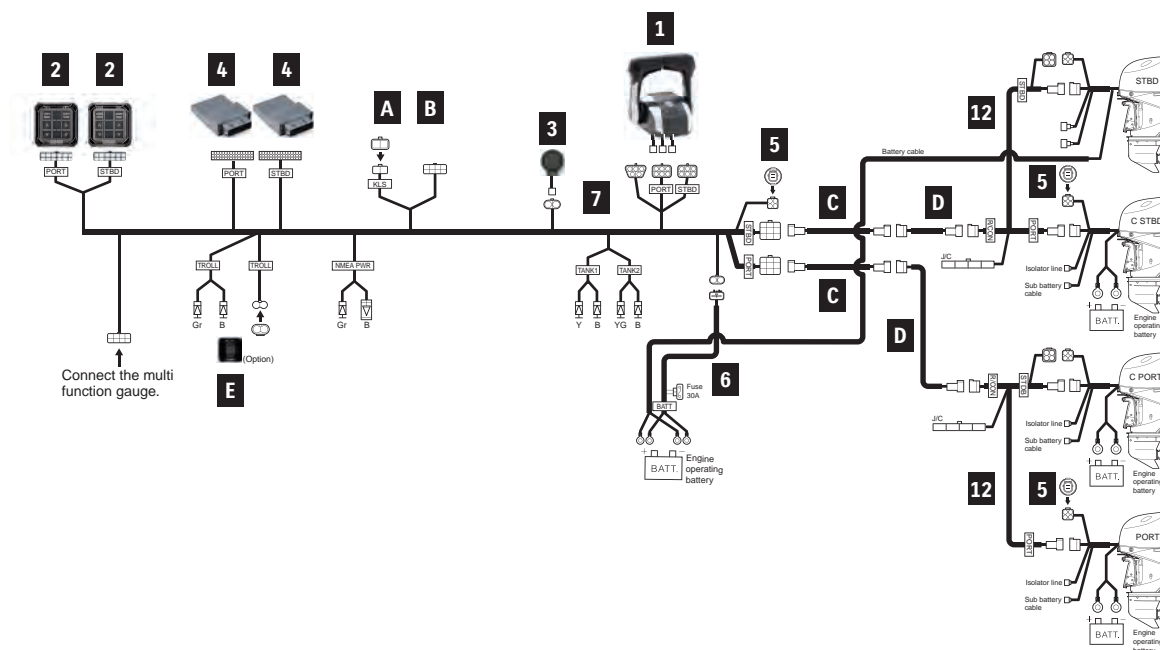 1
2
2
4
4
A
B
3
5
12
STBD
PORT
STBD
PORT
STBD
KLS
PORT
STBD
7
STBD
Battery cable
5
C
D
C STBD
STBD
R.CON
PORT
J/C
Isolator line
Sub battery
cable
PORT
C
BATT.
Engine
operating
battery
TROLL
TROLL
NMEA PWR
TANK1
TANK2
Gr
B
Gr
B
Y
B
YG
B
(Option)
E
Connect the multi
function gauge.
D
6
Fuse
30A
BATT
+
−
BATT.
Engine
operating
battery
R.CON
STDB
C PORT
J/C
Isolator line
Sub battery
cable
+
−
BATT.
Engine
operating
battery
12
5
PORT
PORT
Isolator line
Sub battery
cable
+
−
BATT.
Engine
operating